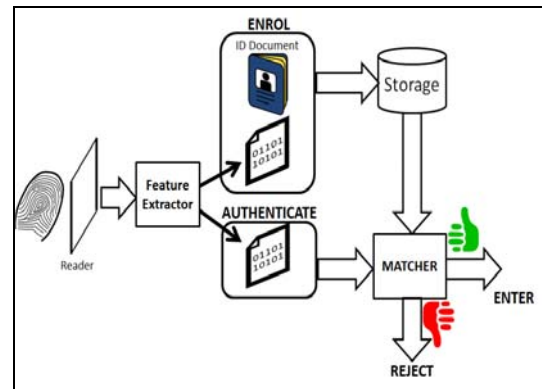 ENROL
ID Document
01101
10101
Storage
Feature
Extractor
Reader
AUTHENTICATE
01101
10101
MATCHER
ENTER
REJECT